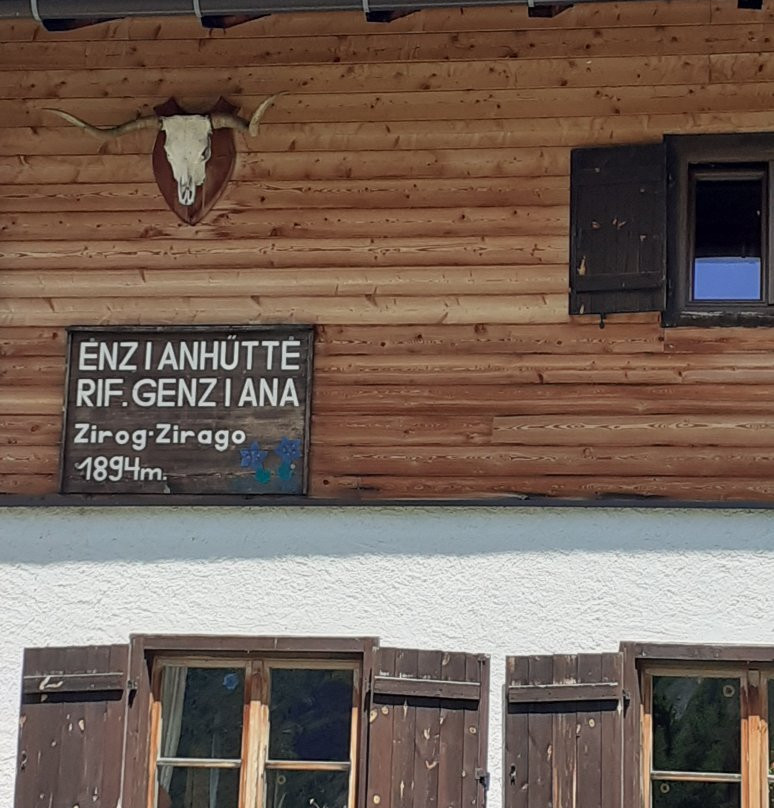 ENZIANHÜTTE
RIF. GENZIANA
Zirog-Zirago
1894m.